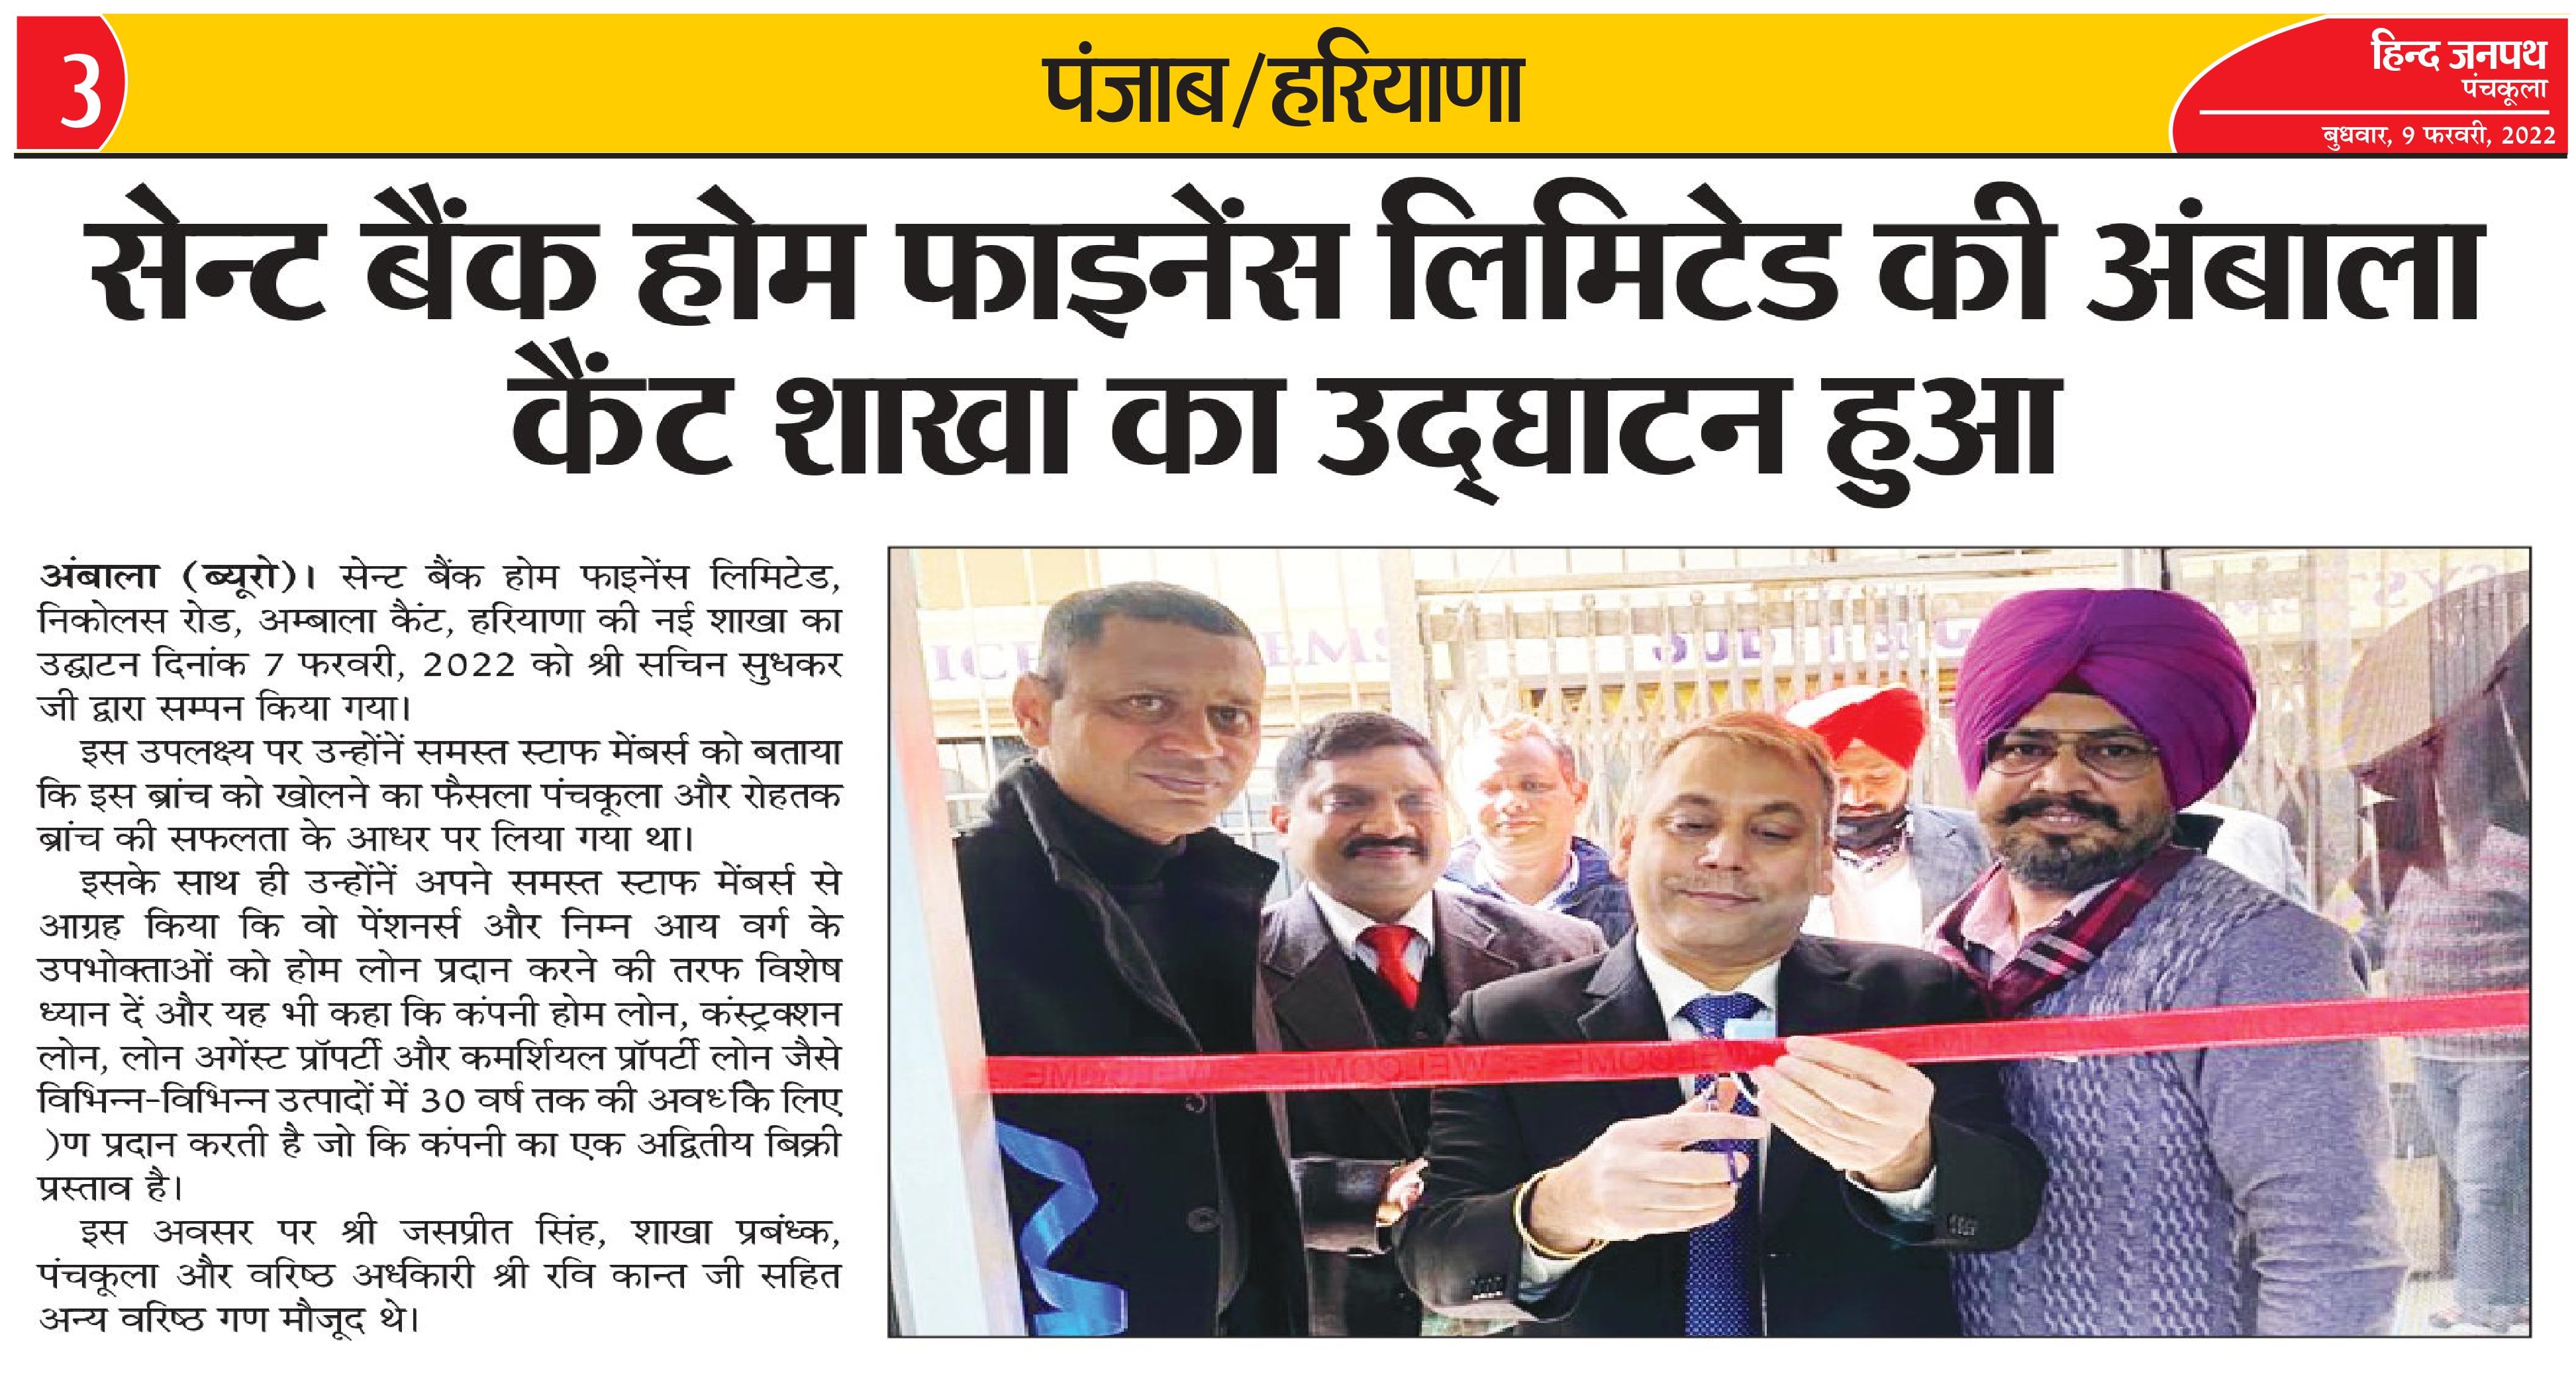 3
पंजाब/हरियाणा
हिन्द जनपथ
पंचकूला
बुधवार, 9 फरवरी, 2022
सेन्ट बैंक होम फाइनेंस लिमिटेड की अंबाला
कैंट शाखा का उद्घाटन हुआ
अंबाला (ब्यूरो)। सेन्ट बैंक होम फाइनेंस लिमिटेड,
निकोलस रोड, अम्बाला कैंट, हरियाणा की नई शाखा का
उद्घाटन दिनांक 7 फरवरी, 2022 को श्री सचिन सुधकर
जी द्वारा सम्पन किया गया।
इस उपलक्ष्य पर उन्होंनें समस्त स्टाफ मेंबर्स को बताया
कि इस ब्रांच को खोलने का फैसला पंचकूला और रोहतक
ब्रांच की सफलता के आधर पर लिया गया था।
इसके साथ ही उन्होंनें अपने समस्त स्टाफ मेंबर्स से
आग्रह किया कि वो पेंशनर्स और निम्न आय वर्ग के
उपभोक्ताओं को होम लोन प्रदान करने की तरफ विशेष
ध्यान दें और यह भी कहा कि कंपनी होम लोन, कंस्ट्रक्शन
लोन, लोन अगेंस्ट प्रॉपर्टी और कमर्शियल प्रॉपर्टी लोन जैसे
विभिन्न-विभिन्न उत्पादों में 30 वर्ष तक की अवध्कि लिए
)ण प्रदान करती है जो कि कंपनी का एक अद्वितीय बिक्री
प्रस्ताव है।
इस अवसर पर श्री जसप्रीत सिंह, शाखा प्रबंध्क,
पंचकूला और वरिष्ठ अर्धकारी श्री रवि कान्त जी सहित
अन्य वरिष्ठ गण मौजूद थे।